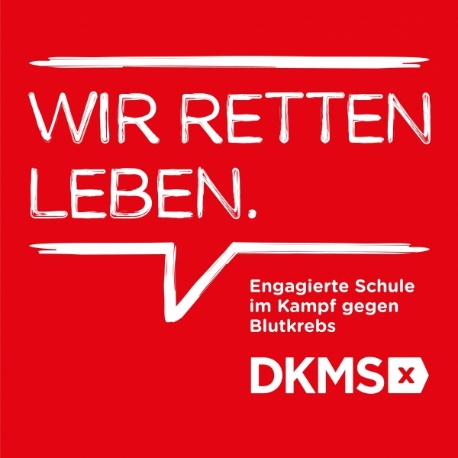 WIR RETTEN
LEBEN.
Engagierte Schule
im Kampf gegen
Blutkrebs
DKMS x